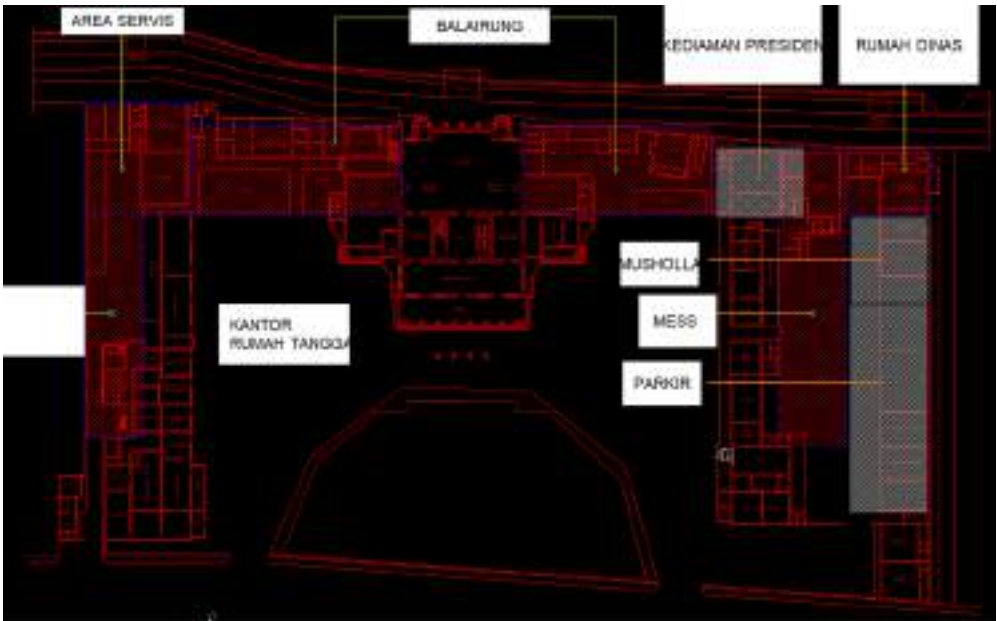 AREA SERVIS
BALAIRUNG
KEDIAMAN PRESIDEN
RUMAH DINAS
MUSHOLLA
MESS
KANTOR
RUMAH TANGGA
PARKIR